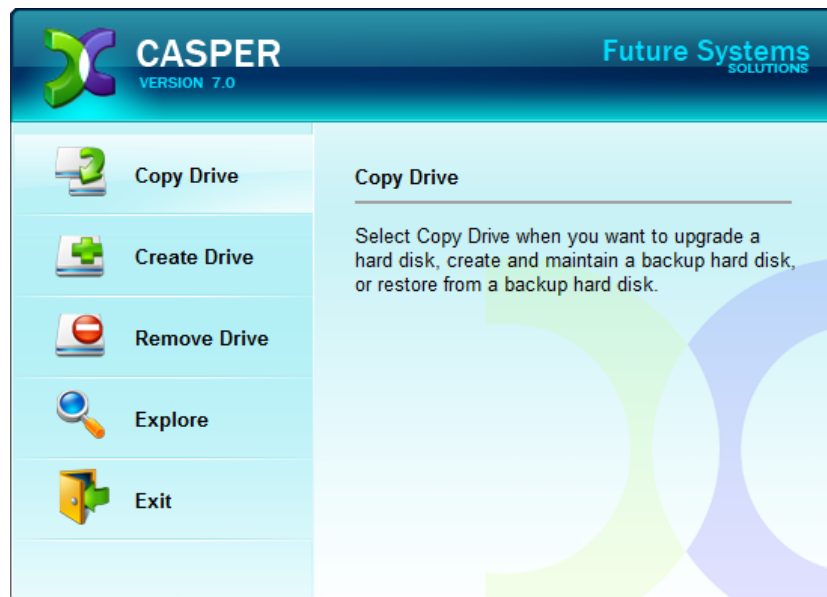 CASPER
VERSION 7.0
Future Systems
SOLUTIONS
Copy Drive
Create Drive
Remove Drive
Explore
Exit
Copy Drive
Select Copy Drive when you want to upgrade a
hard disk, create and maintain a backup hard disk,
or restore from a backup hard disk.